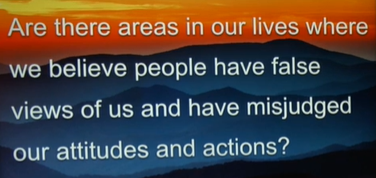 Are there areas in our lives where
we believe people have false
views of us and have misjudged
our attitudes and actions?